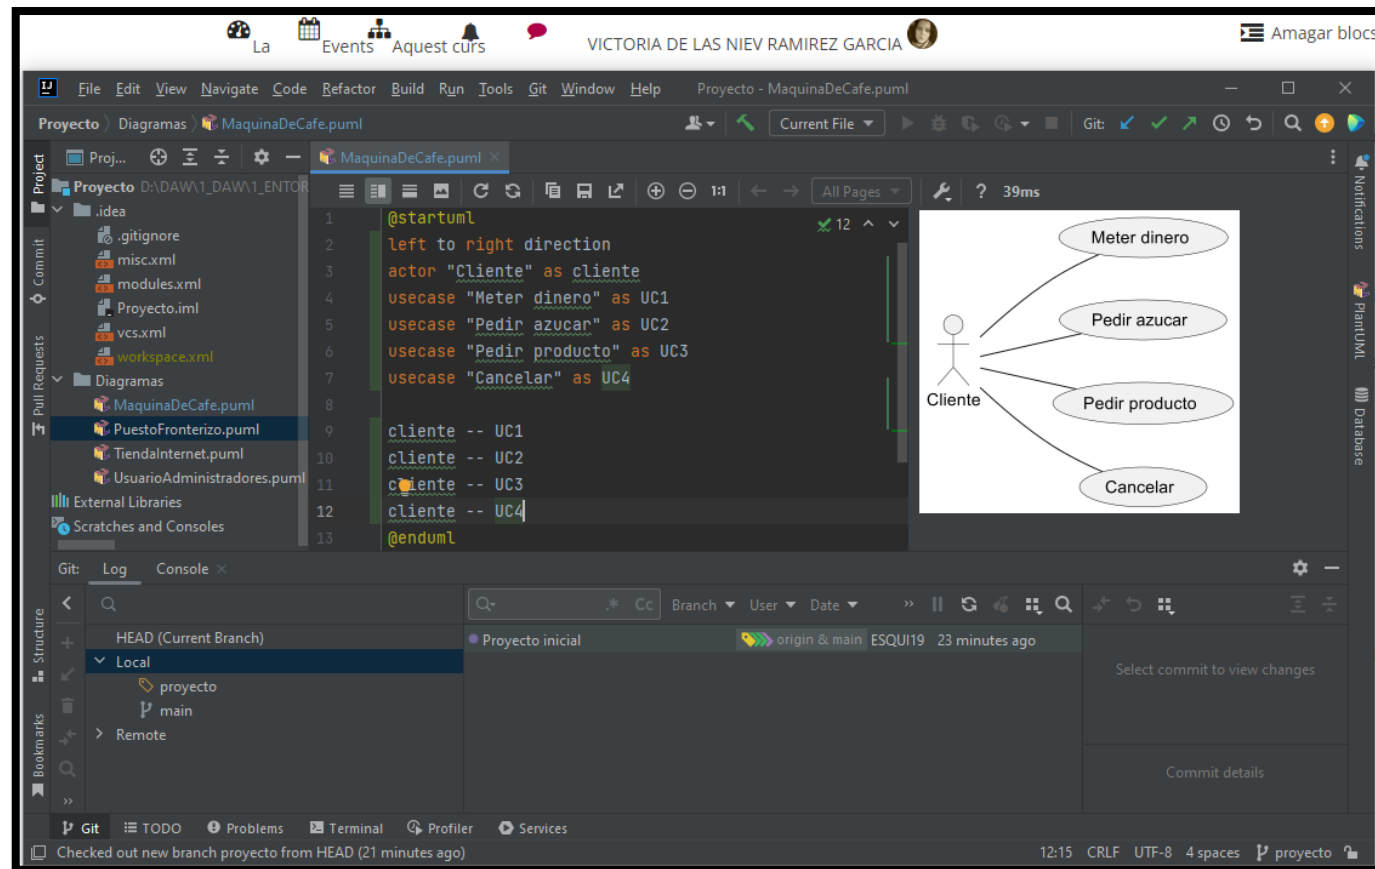 La Events Aquest curs VICTORIA DE LAS NIEV RAMIREZ GARCIA Amagar blocs
File Edit View Navigate Code Refactor Build Run Tools Git Window Help Proyecto - MaquinaDeCafe.puml
Proyecto Diagramas MaquinaDeCafe.puml Current File Git:
Project
Commit
Pull Requests
Structure
Bookmarks
Proj...
Proyecto D:\DAW\1_DAW\1_ENTOR
.idea
.gitignore
misc.xml
modules.xml
Proyecto.iml
vcs.xml
workspace.xml
Diagramas
MaquinaDeCafe.puml
PuestoFronterizo.puml
TiendaInternet.puml
UsuarioAdministradores.puml
External Libraries
Scratches and Consoles
MaquinaDeCafe.puml
1:1 All Pages ? 39ms
12
1 @startuml
2 left to right direction
3 actor "Cliente" as cliente
4 usecase "Meter dinero" as UC1
5 usecase "Pedir azucar" as UC2
6 usecase "Pedir producto" as UC3
7 usecase "Cancelar" as UC4
8
9 cliente -- UC1
10 cliente -- UC2
11 cliente -- UC3
12 cliente -- UC4
13 @enduml
Meter dinero
Pedir azucar
Cliente
Pedir producto
Cancelar
Notifications
PlantUML
Database
Git: Log Console
.* Cc Branch User Date
HEAD (Current Branch)
Local
proyecto
main
Remote
Proyecto inicial origin & main ESQUI19 23 minutes ago
Select commit to view changes
Commit details
Git TODO Problems Terminal Profiler Services
Checked out new branch proyecto from HEAD (21 minutes ago) 12:15 CRLF UTF-8 4 spaces proyecto